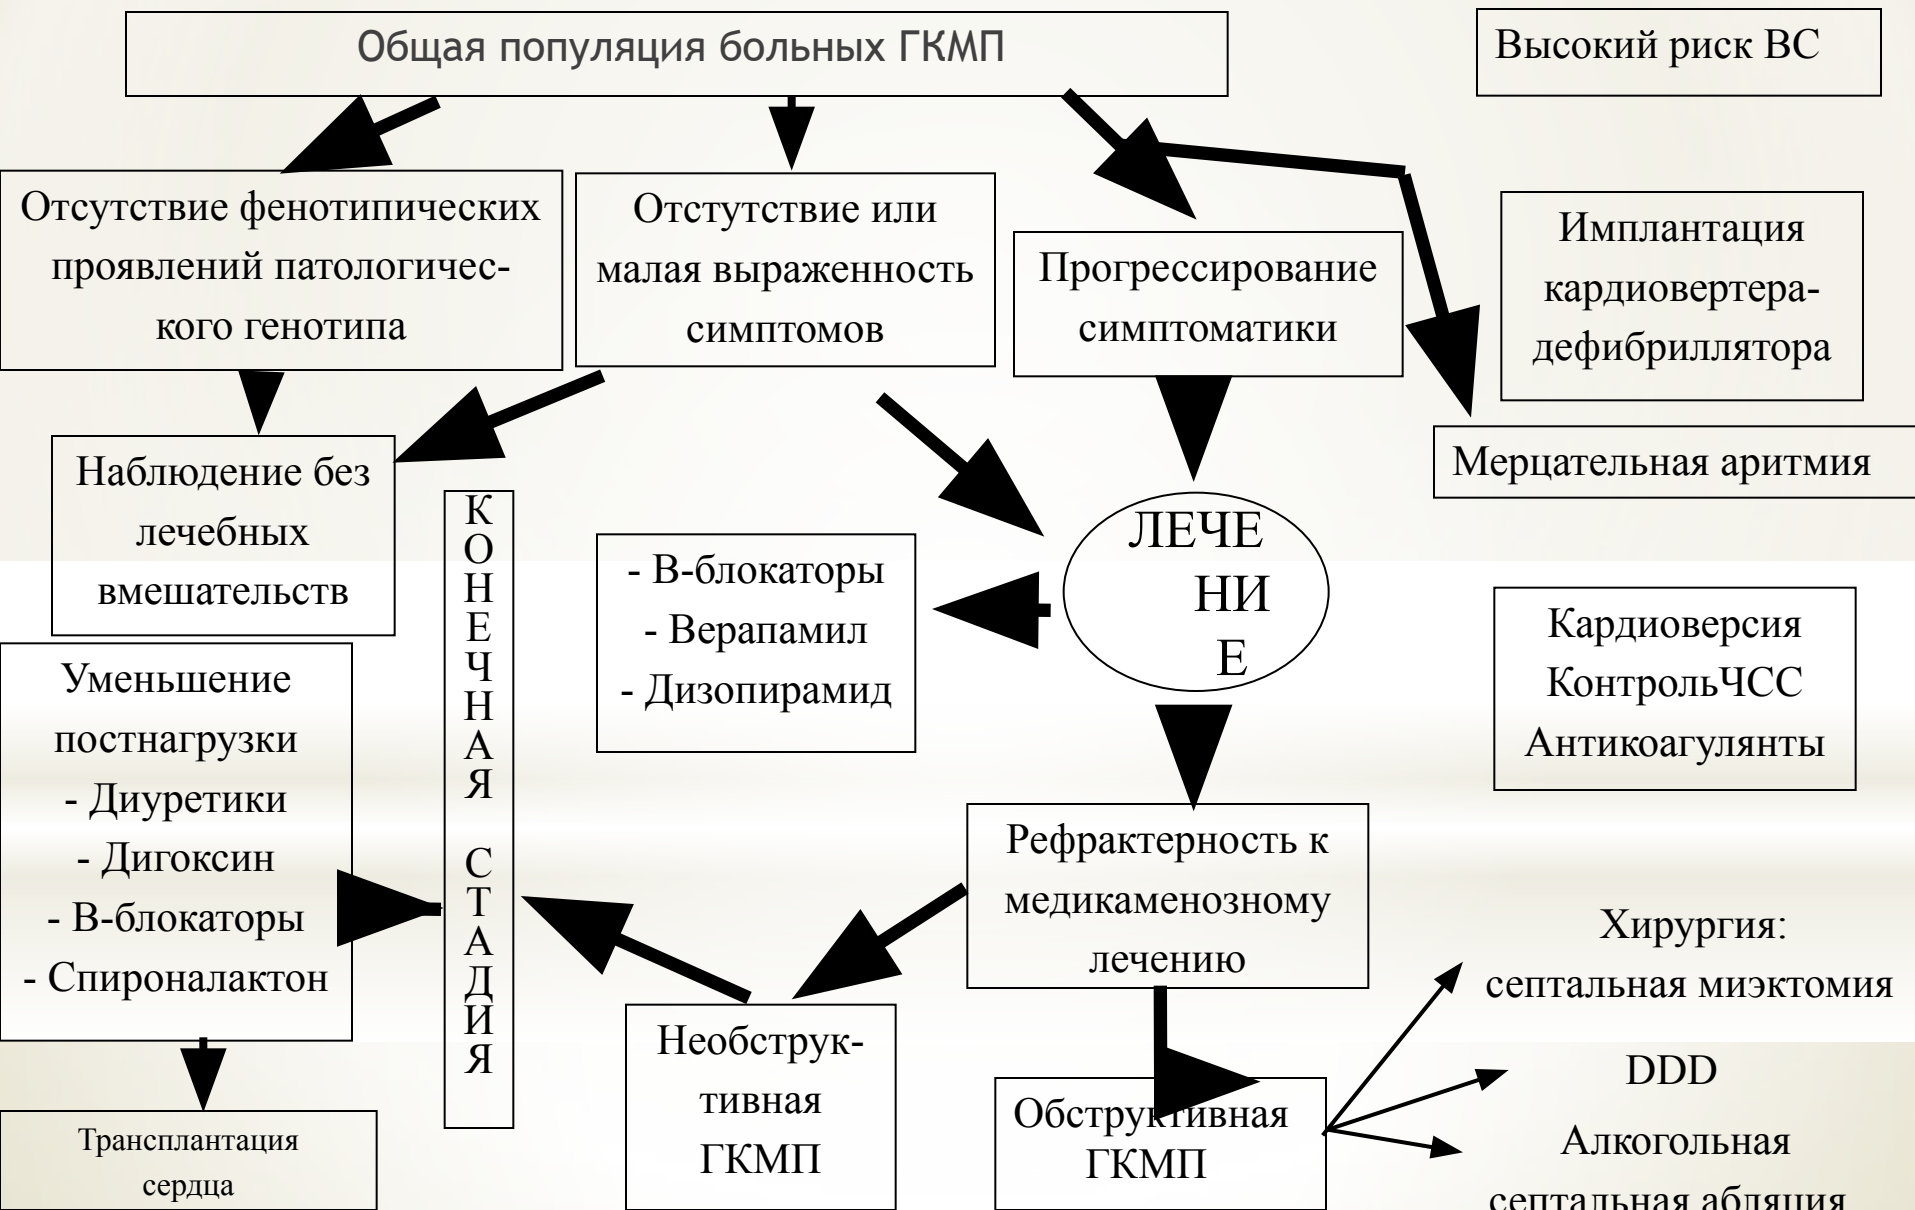 Общая популяция больных ГКМП
Высокий риск ВС
Отсутствие фенотипических
проявлений патологичес-
кого генотипа
Отстутствие или
малая выраженность
симптомов
Прогрессирование
симптоматики
Имплантация
кардиовертера-
дефибриллятора
Мерцательная аритмия
Наблюдение без
лечебных
вмешательств
К
О
Н
Е
Ч
Н
А
Я
С
Т
А
Д
И
Я
- В-блокаторы
- Верапамил
- Дизопирамид
ЛЕЧЕ
НИ
Е
Кардиоверсия
КонтрольЧСС
Антикоагулянты
Уменьшение
постнагрузки
- Диуретики
- Дигоксин
- В-блокаторы
- Спироналактон
Рефрактерность к
медикаменозному
лечению
Хирургия:
септальная миэктомия
DDD
Алкогольная
септальная абляция
Необструк-
тивная
ГКМП
Обструктивная
ГКМП
Трансплантация
сердца